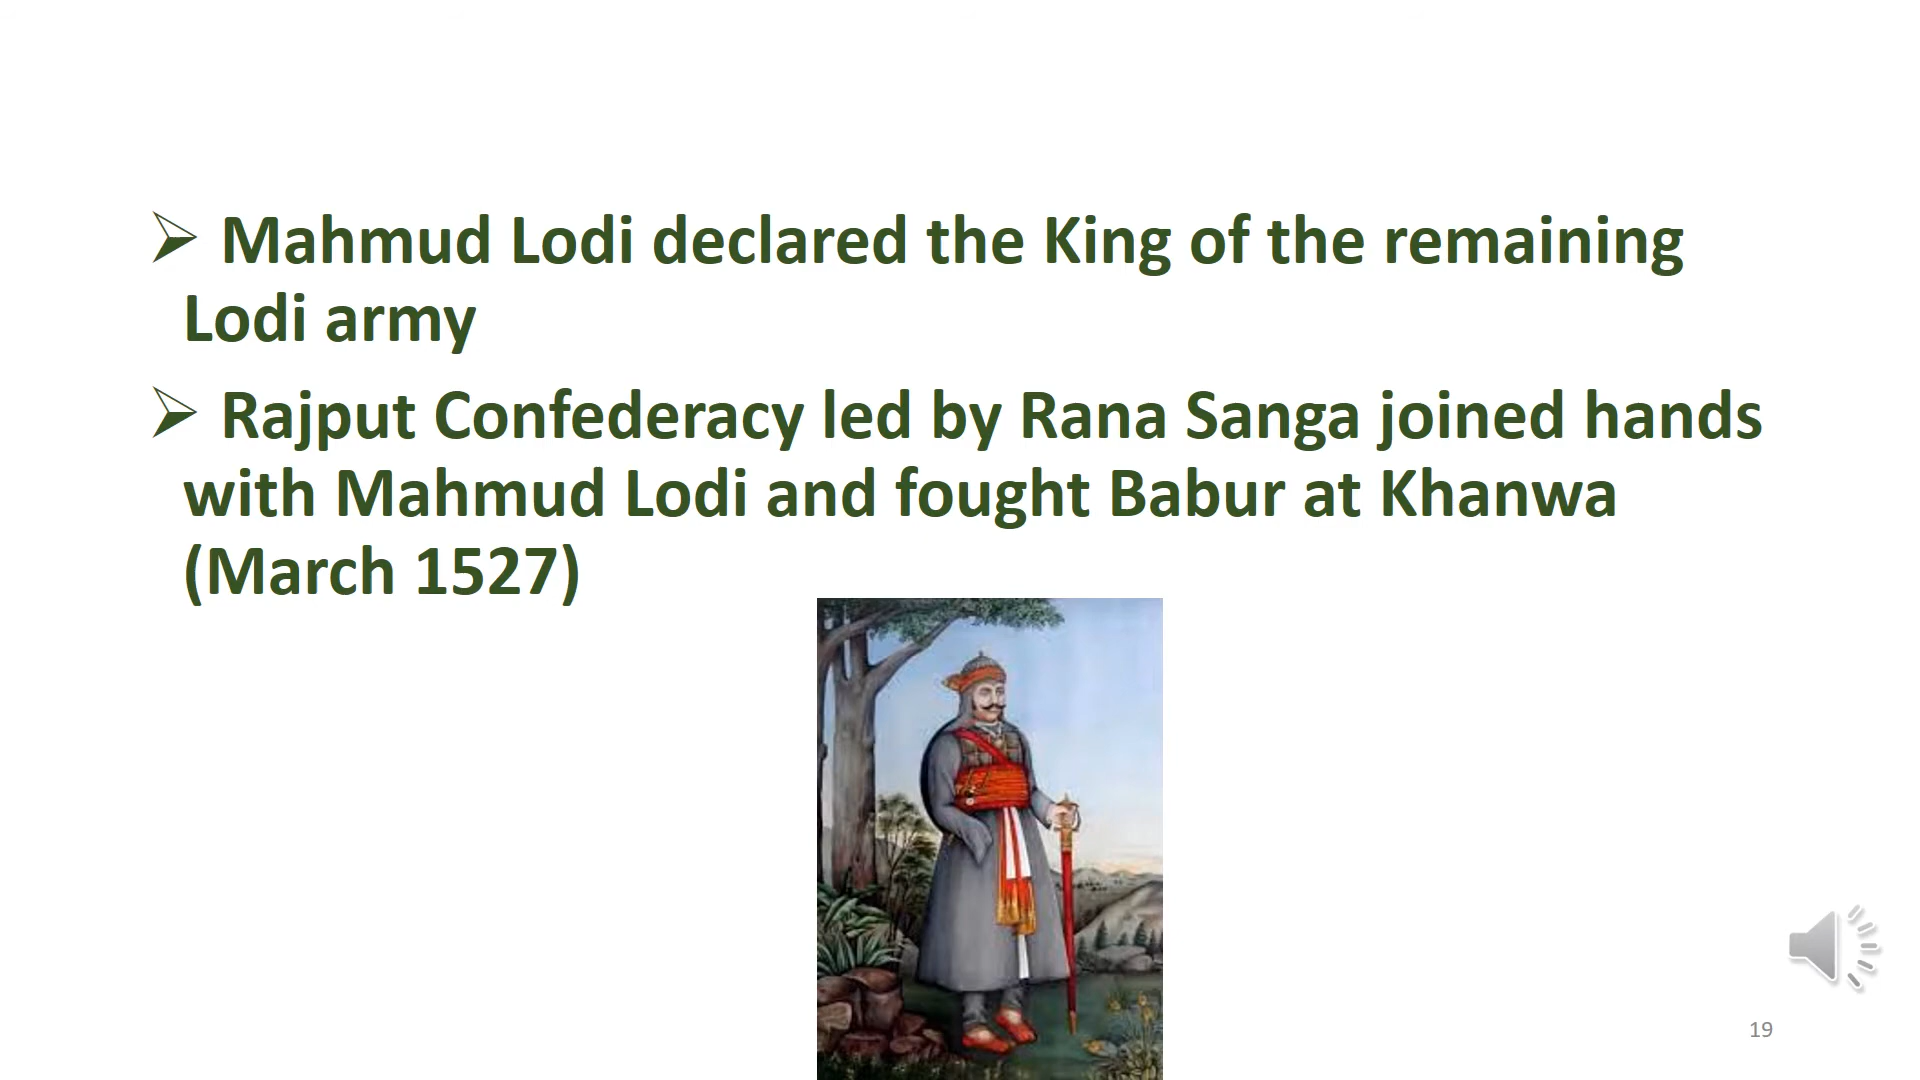 ➢ Mahmud Lodi declared the King of the remaining
Lodi army
➢ Rajput Confederacy led by Rana Sanga joined hands
with Mahmud Lodi and fought Babur at Khanwa
(March 1527)
19